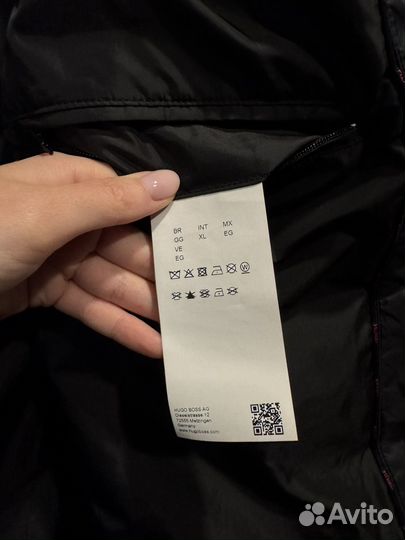 BR INT MX
GG XL EG
VE
EG
W
HUGO BOSS AG
Dieselstrasse 12
72555 Metzingen
Germany
www.hugoboss.com
Avito